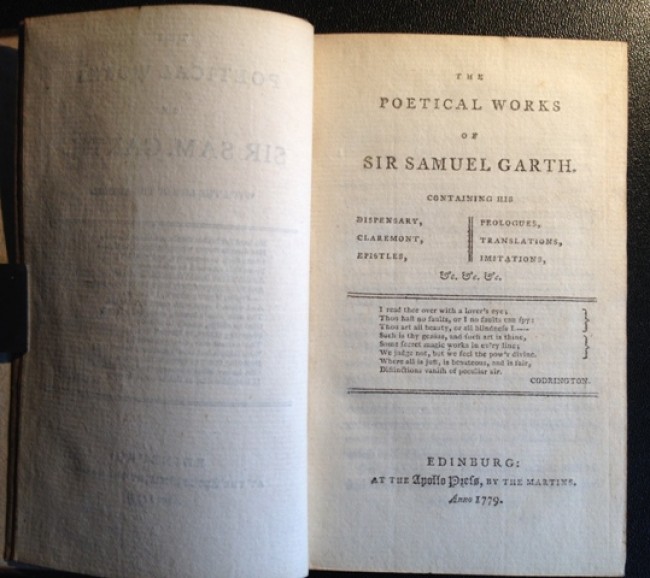 THE
POETICAL WORKS
OF
SIR SAMUEL GARTH.
CONTAINING HIS
DISPENSARY, PROLOGUES,
CLAREMONT, TRANSLATIONS,
EPISTLES, IMITATIONS,
&c. &c. &c.
I read thee over with a lover's eye;
Thou haſt no faults, or I no faults can ſpy:
Thou art all beauty, or all blindneſs I.——
Such is thy genius, and ſuch art is thine,
Some ſecret magic works in ev'ry line;
We judge not, but we feel the pow'r divine.
Where all is juſt, is beauteous, and is fair,
Diſtinctions vaniſh of peculiar air.
CODRINGTON.
EDINBURG:
AT THE Apollo Preſs, BY THE MARTINS.
Anno 1779.